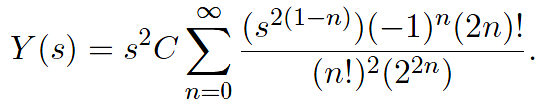 Y(s) = s^2 C \sum_{n=0}^{\infty} \frac{(s^{2(1-n)})(-1)^n (2n)!}{(n!)^2 (2^{2n})}.